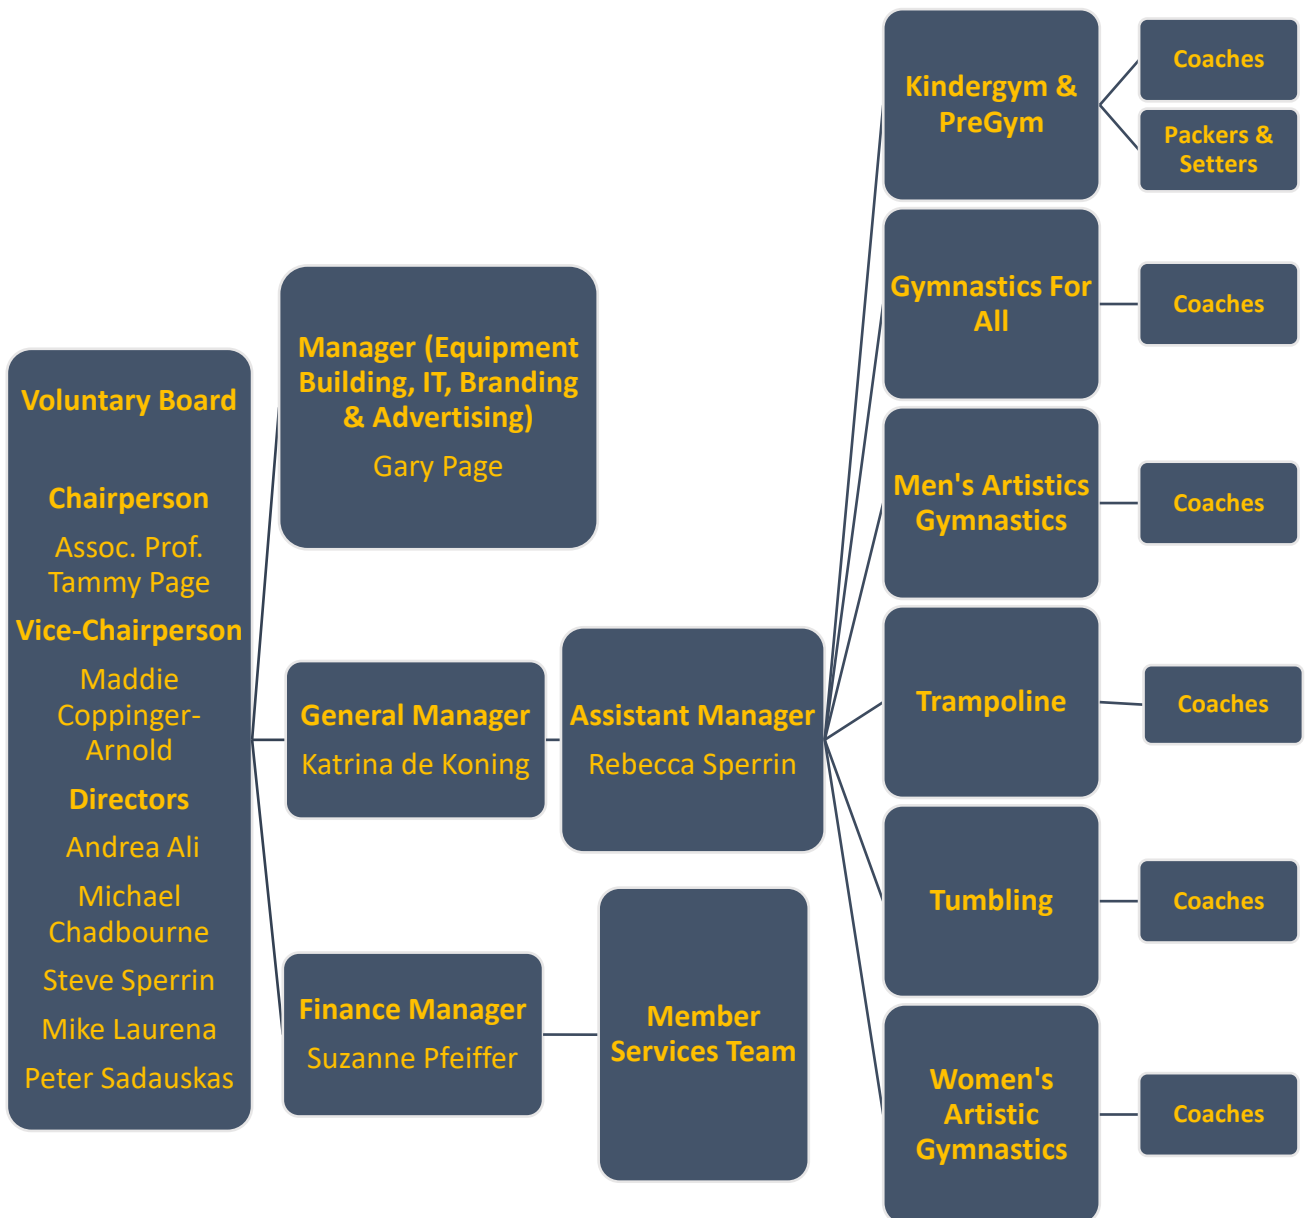 Voluntary Board
Chairperson
Assoc. Prof.
Tammy Page
Vice-Chairperson
Maddie
Coppinger-
Arnold
Directors
Andrea Ali
Michael
Chadbourne
Steve Sperrin
Mike Laurena
Peter Sadauskas
Manager (Equipment
Building, IT, Branding
& Advertising)
Gary Page
General Manager
Katrina de Koning
Finance Manager
Suzanne Pfeiffer
Assistant Manager
Rebecca Sperrin
Member
Services Team
Kindergym &
PreGym
Coaches
Packers &
Setters
Gymnastics For
All
Coaches
Men's Artistics
Gymnastics
Coaches
Trampoline
Coaches
Tumbling
Coaches
Women's
Artistic
Gymnastics
Coaches